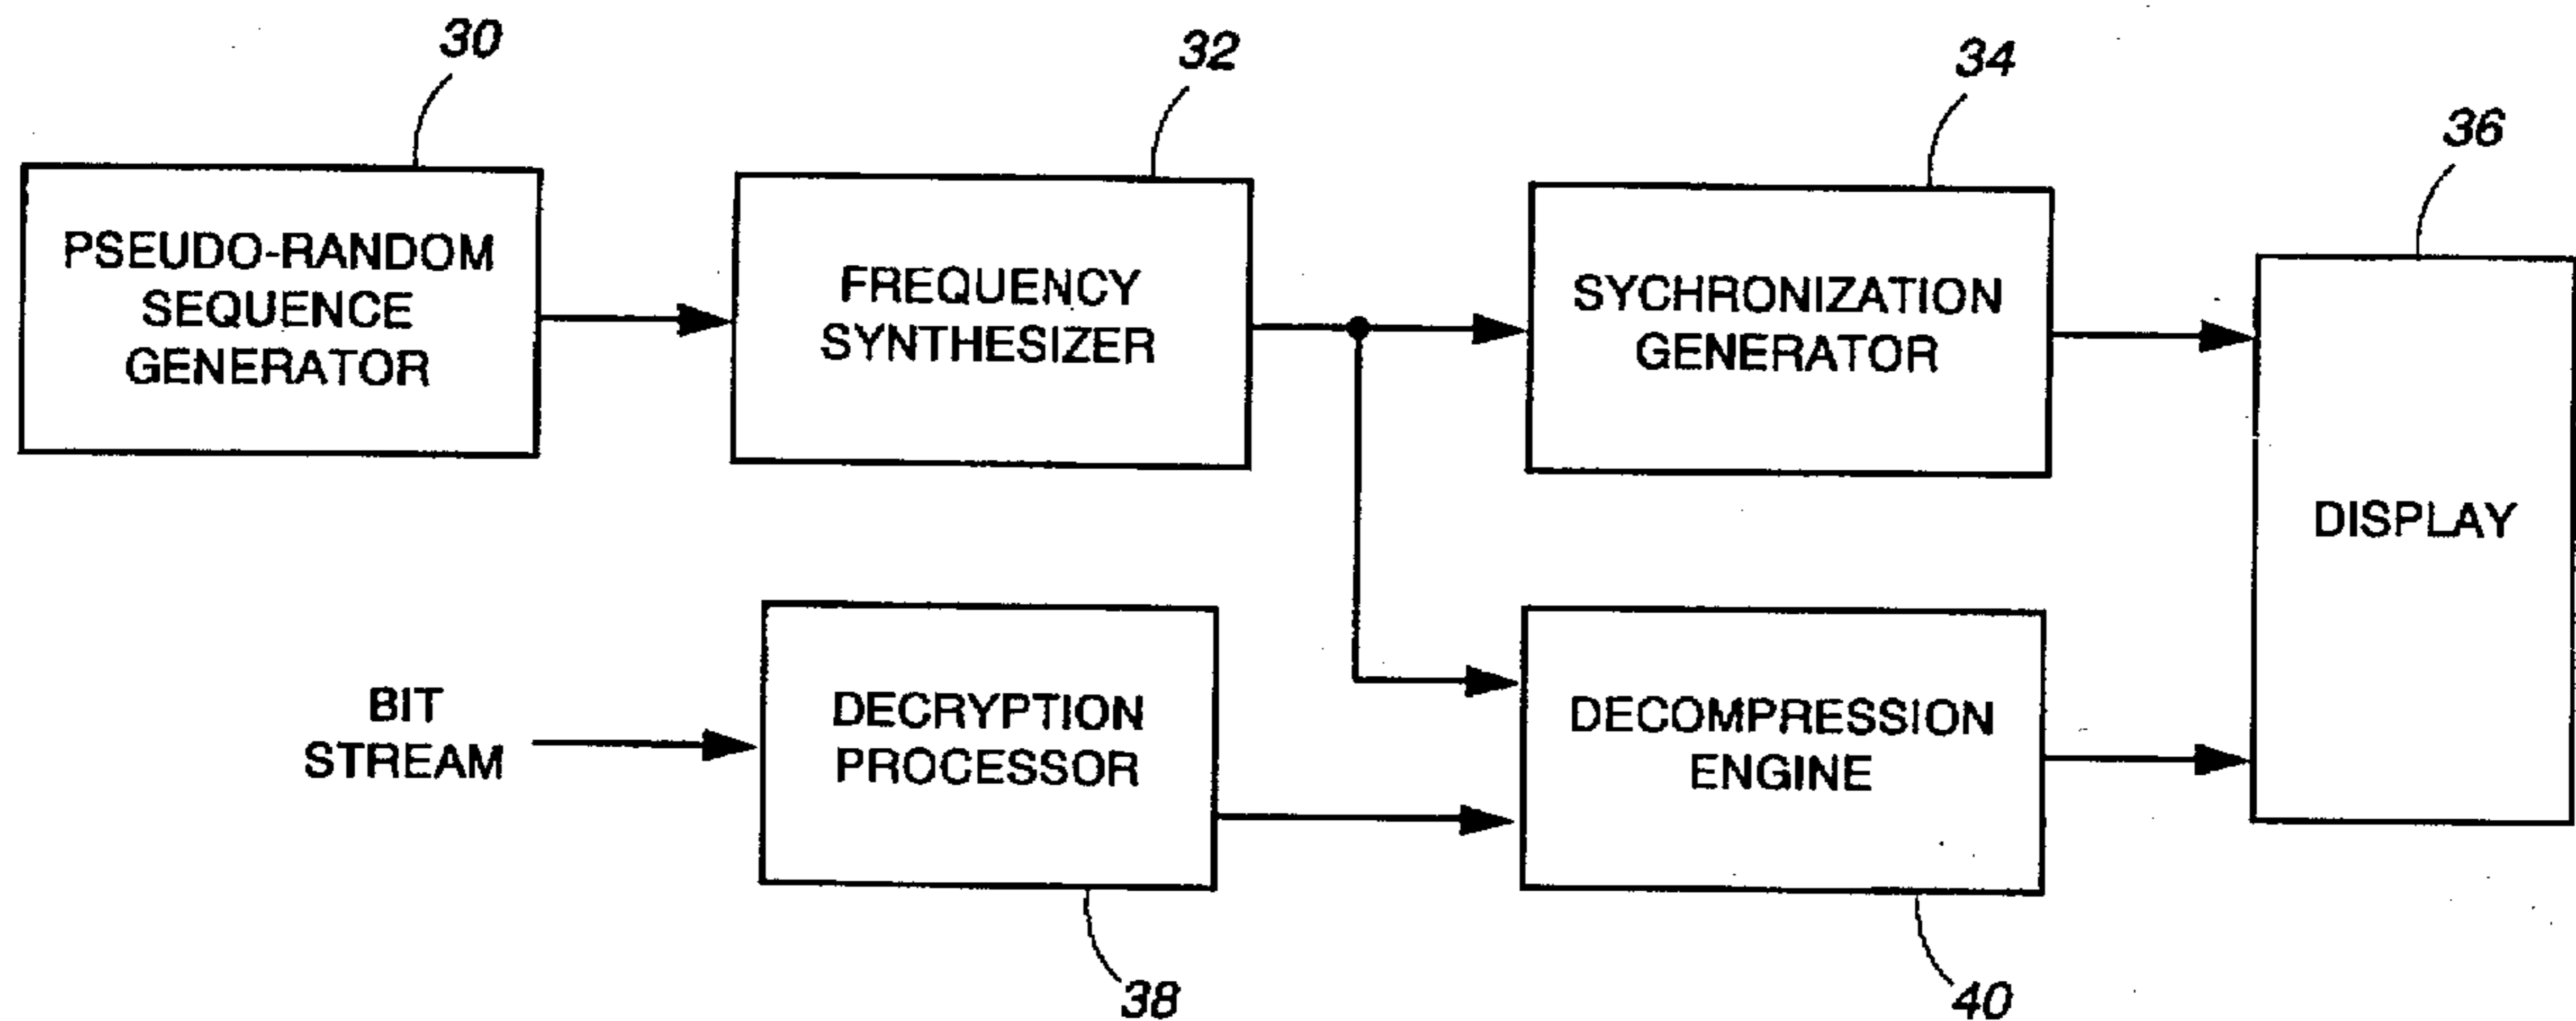 30
32
34
36
PSEUDO-RANDOM
SEQUENCE
GENERATOR
FREQUENCY
SYNTHESIZER
SYCHRONIZATION
GENERATOR
DISPLAY
BIT
STREAM
DECRYPTION
PROCESSOR
DECOMPRESSION
ENGINE
38
40